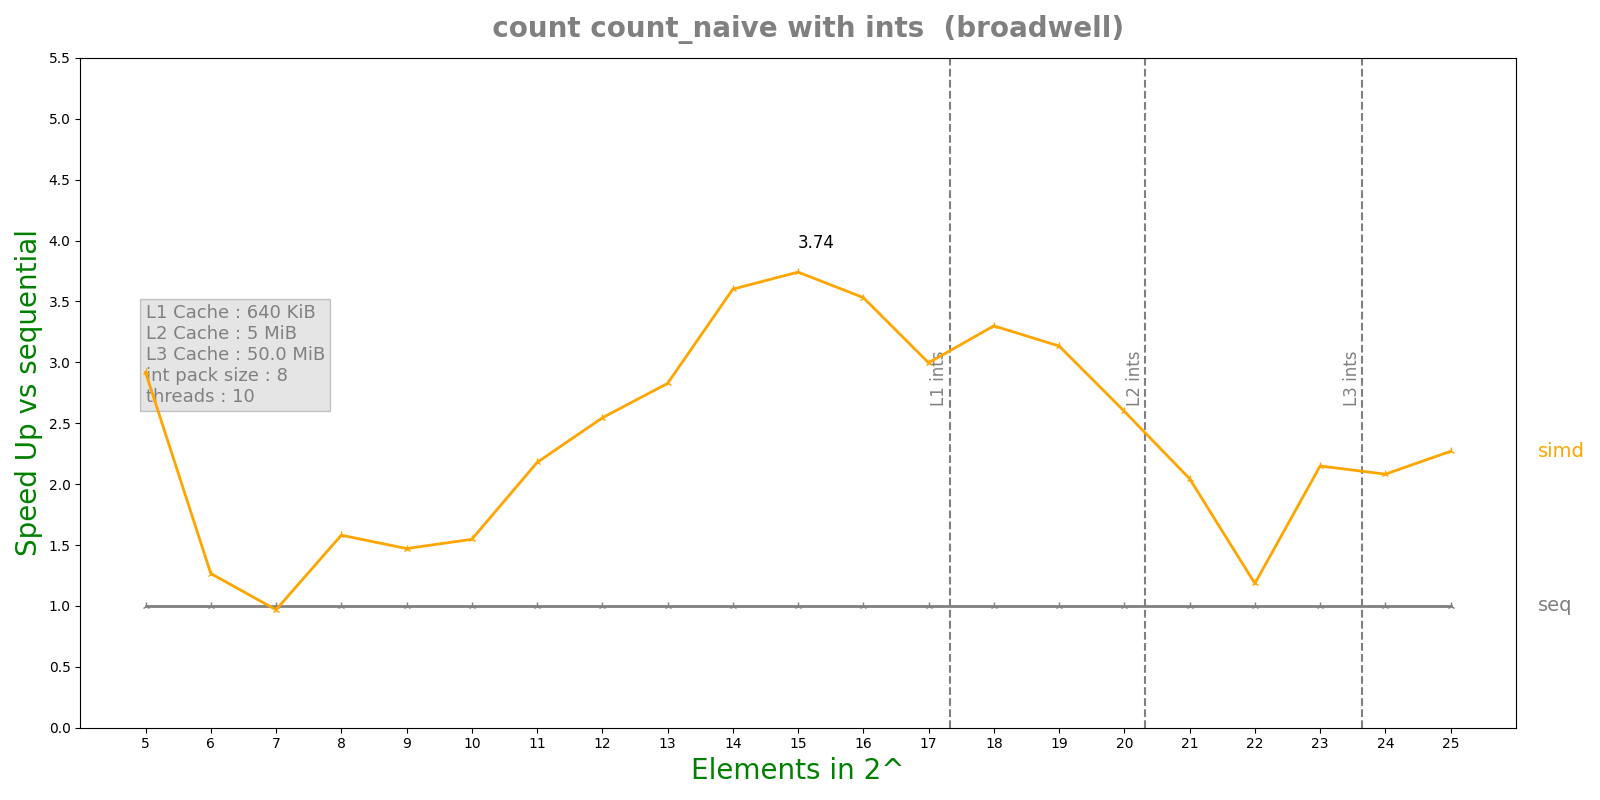 count count_naive with ints  (broadwell)
Speed Up vs sequential
5.5
5.0
4.5
4.0
3.5
3.0
2.5
2.0
1.5
1.0
0.5
0.0
3.74
L1 Cache : 640 KiB
L2 Cache : 5 MiB
L3 Cache : 50.0 MiB
int pack size : 8
threads : 10
L1 ints
L2 ints
L3 ints
simd
seq
5 6 7 8 9 10 11 12 13 14 15 16 17 18 19 20 21 22 23 24 25
Elements in 2^